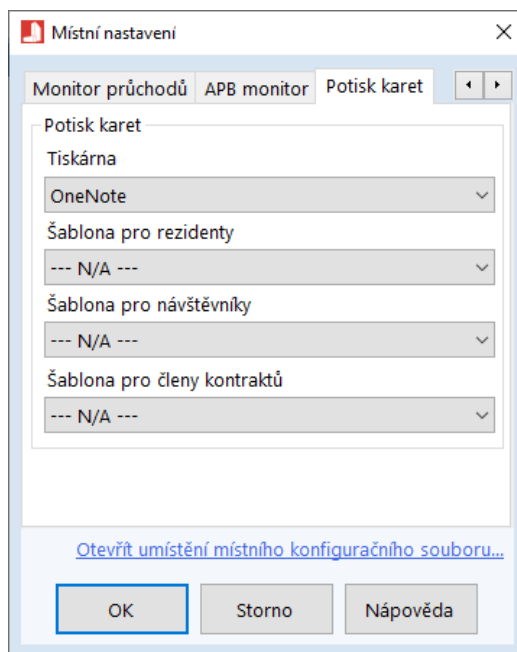 Místní nastavení
Monitor průchodů APB monitor Potisk karet
Potisk karet
Tiskárna
OneNote
Šablona pro rezidenty
--- N/A ---
Šablona pro návštěvníky
--- N/A ---
Šablona pro členy kontraktů
--- N/A ---
Otevřít umístění místního konfiguračního souboru...
OK Storno Nápověda